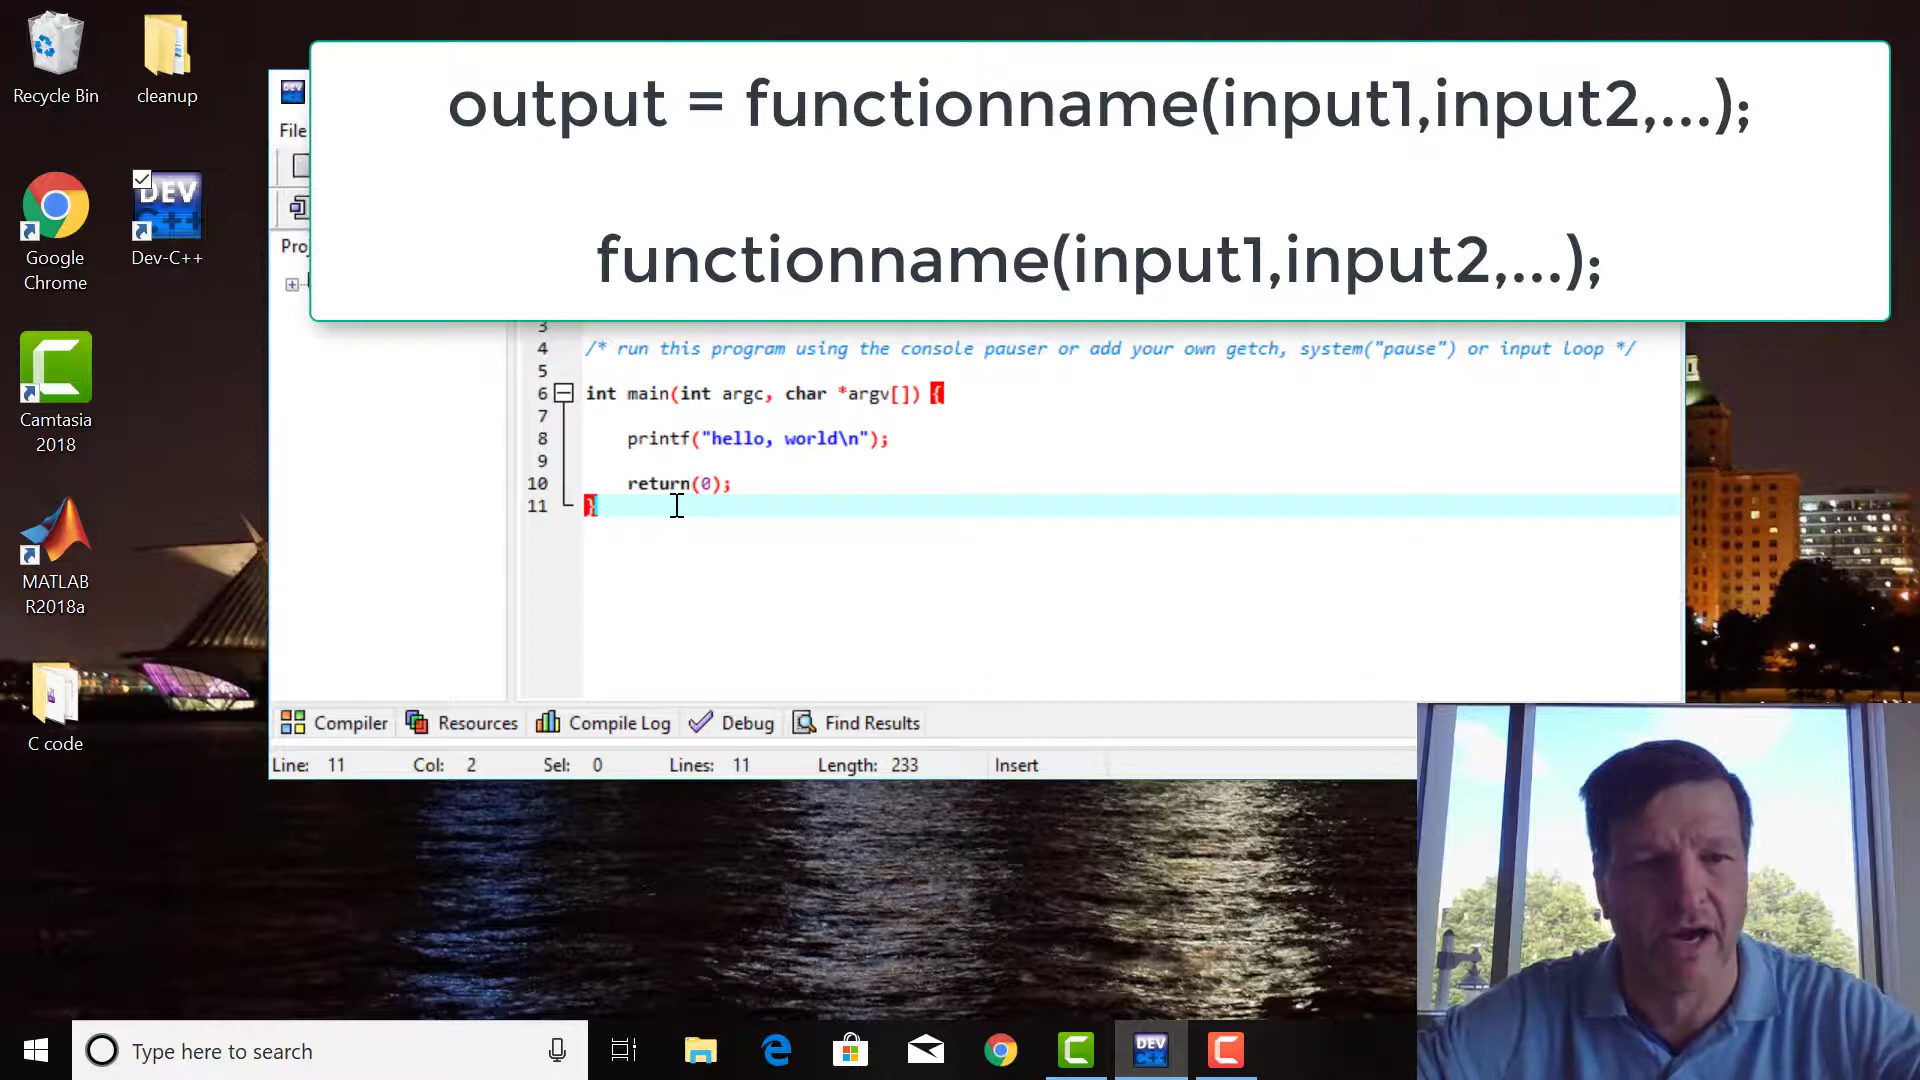 Recycle Bin
cleanup
output = functionname(input1,input2,...);
functionname(input1,input2,...);
DEV
File
Google
Chrome
DEV
C++
Dev-C++
3
4 /* run this program using the console pauser or add your own getch, system("pause") or input loop */
5
6 int main(int argc, char *argv[]) {
7
8 printf("hello, world\n");
9
10 return(0);
11 }
Camtasia
2018
MATLAB
R2018a
C code
Compiler Resources Compile Log Debug Find Results
Line: 11 Col: 2 Sel: 0 Lines: 11 Length: 233 Insert
Type here to search
DEV
C++